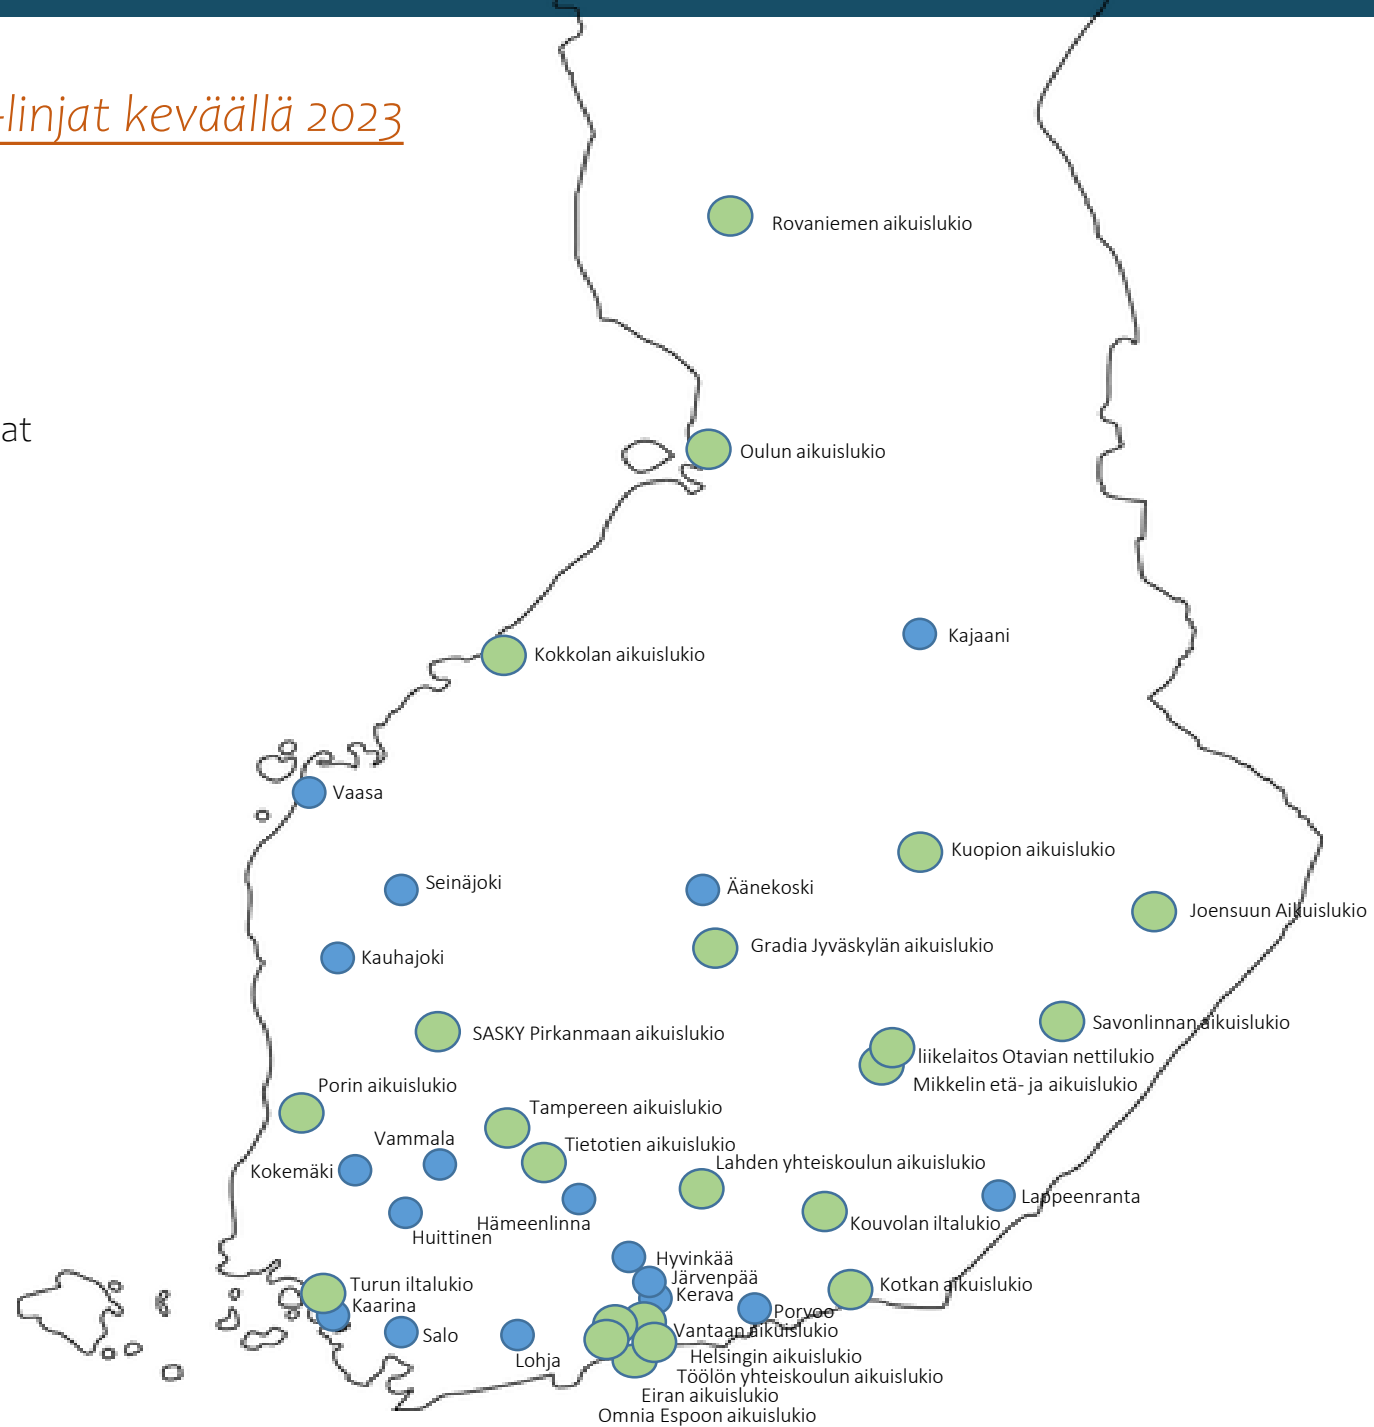 -linjat keväällä 2023
Rovaniemen aikuislukio
at
Oulun aikuislukio
Kajaani
Kokkolan aikuislukio
Vaasa
Kuopion aikuislukio
Seinäjoki
Äänekoski
Joensuun Aikuislukio
Gradia Jyväskylän aikuislukio
Kauhajoki
Savonlinnan aikuislukio
SASKY Pirkanmaan aikuislukio
liikelaitos Otavian nettilukio
Mikkelin etä- ja aikuislukio
Porin aikuislukio
Tampereen aikuislukio
Vammala
Tietotien aikuislukio
Lahden yhteiskoulun aikuislukio
Kokemäki
Lappeenranta
Hämeenlinna
Kouvolan iltalukio
Huittinen
Hyvinkää
Järvenpää
Turun iltalukio
Kotkan aikuislukio
Kerava
Kaarina
Porvoo
Vantaan aikuislukio
Salo
Helsingin aikuislukio
Lohja
Töölön yhteiskoulun aikuislukio
Eiran aikuislukio
Omnia Espoon aikuislukio